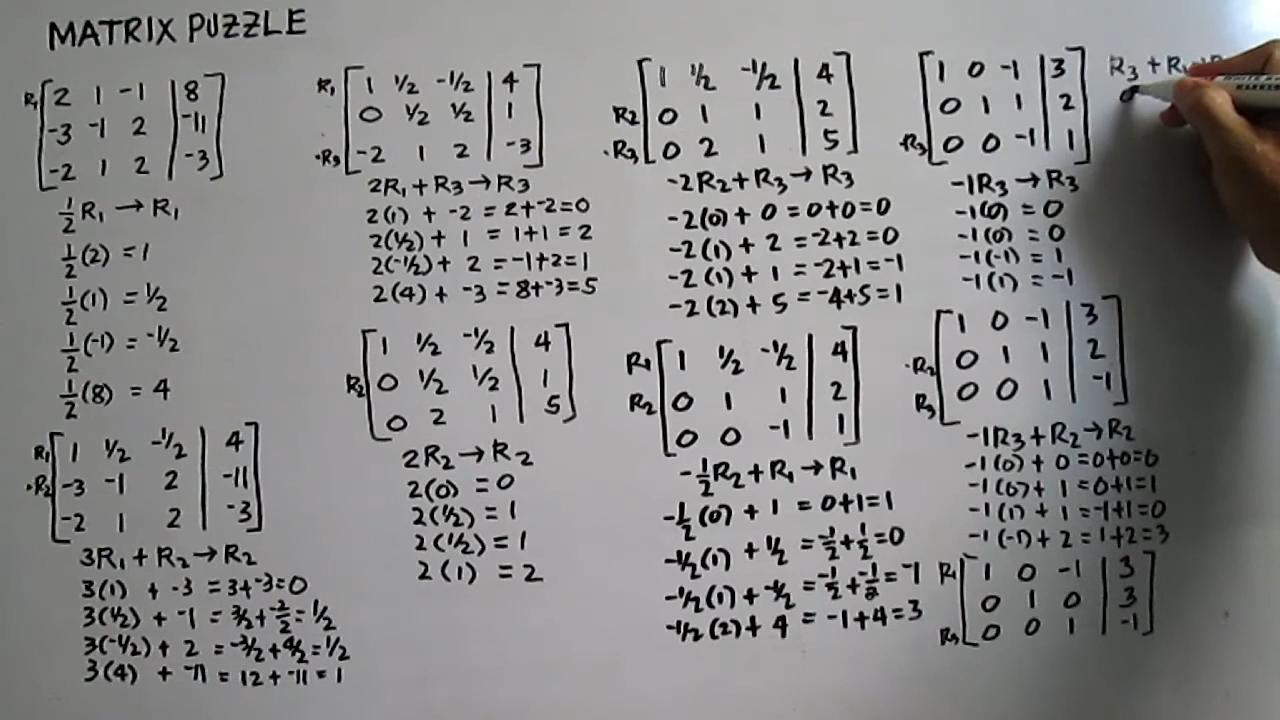 MATRIX PUZZLE
R1 2 1 -1 | 8
-3 -1 2 | -11
-2 1 2 | -3
1/2 R1 → R1
1/2(2) = 1
1/2(1) = 1/2
1/2(-1) = -1/2
1/2(8) = 4
R1 1 1/2 -1/2 | 4
·R2 -3 -1 2 | -11
-2 1 2 | -3
3R1 + R2 → R2
3(1) + -3 = 3+-3=0
3(1/2) + -1 = 3/2+-2/2=1/2
3(-1/2) + 2 = -3/2+4/2=1/2
3(4) + -11 = 12+-11=1
R1 1 1/2 -1/2 | 4
0 1/2 1/2 | 1
·R3 -2 1 2 | -3
2R1 + R3 → R3
2(1) + -2 = 2+-2=0
2(1/2) + 1 = 1+1=2
2(-1/2) + 2 = -1+2=1
2(4) + -3 = 8+-3=5
1 1/2 -1/2 | 4
R2 0 1/2 1/2 | 1
0 2 1 | 5
2R2 → R2
2(0) = 0
2(1/2) = 1
2(1/2) = 1
2(1) = 2
1 1/2 -1/2 | 4
R2 0 1 1 | 2
·R3 0 2 1 | 5
-2R2 + R3 → R3
-2(0) + 0 = 0+0=0
-2(1) + 2 = -2+2=0
-2(1) + 1 = -2+1=-1
-2(2) + 5 = -4+5=1
R1 1 1/2 -1/2 | 4
R2 0 1 1 | 2
0 0 -1 | 1
-1/2R2 + R1 → R1
-1/2(0) + 1 = 0+1=1
-1/2(1) + 1/2 = -1/2+1/2=0
-1/2(1) + -1/2 = -1/2+-1/2=-1
-1/2(2) + 4 = -1+4=3
1 0 -1 | 3
0 1 1 | 2
·R3 0 0 -1 | 1
-1R3 → R3
-1(0) = 0
-1(0) = 0
-1(-1) = 1
-1(1) = -1
1 0 -1 | 3
·R2 0 1 1 | 2
R3 0 0 1 | -1
-1R3 + R2 → R2
-1(0) + 0 = 0+0=0
-1(0) + 1 = 0+1=1
-1(1) + 1 = -1+1=0
-1(-1) + 2 = 1+2=3
R1 1 0 -1 | 3
0 1 0 | 3
R3 0 0 1 | -1
R3 +
0